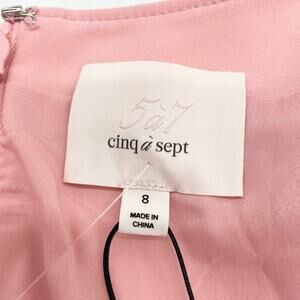 5à7
cinq à sept
8
MADE IN
CHINA